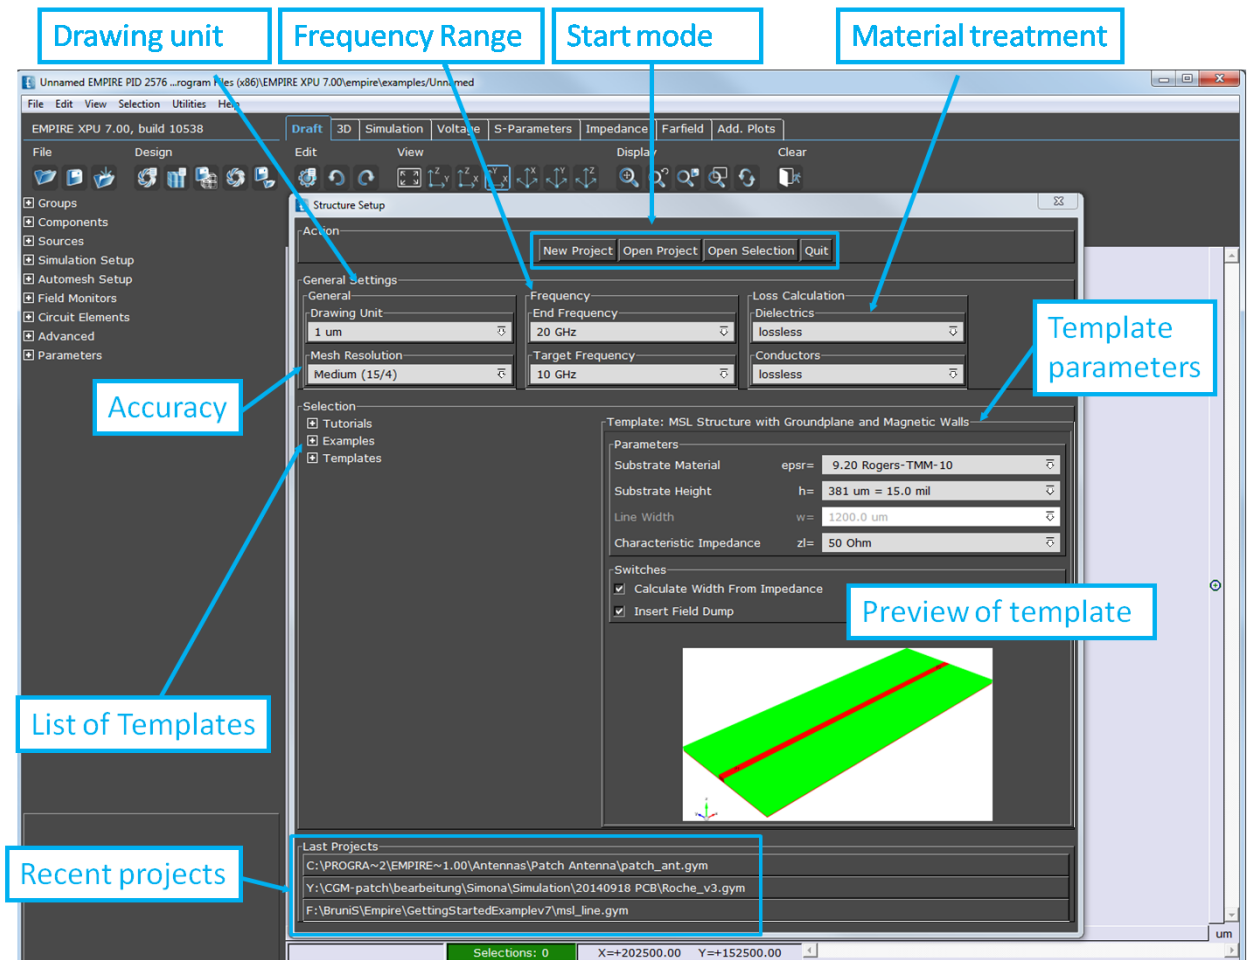 Drawing unit
Frequency Range
Start mode
Material treatment
Unnamed EMPIRE PID 2576 ...rogram Files (x86)\EMPIRE XPU 7.00\empire\examples/Unnamed
File Edit View Selection Utilities Help
EMPIRE XPU 7.00, build 10538
Draft 3D Simulation Voltage S-Parameters Impedance Farfield Add. Plots
File Design Edit View Display Clear
Groups
Components
Sources
Simulation Setup
Automesh Setup
Field Monitors
Circuit Elements
Advanced
Parameters
Structure Setup
Action
New Project Open Project Open Selection Quit
General Settings
General Frequency Loss Calculation
Drawing Unit End Frequency Dielectrics
1 um 20 GHz lossless
Mesh Resolution Target Frequency Conductors
Medium (15/4) 10 GHz lossless
Template
parameters
Accuracy
Selection
Tutorials
Examples
Templates
Template: MSL Structure with Groundplane and Magnetic Walls
Parameters
Substrate Material epsr= 9.20 Rogers-TMM-10
Substrate Height h= 381 um = 15.0 mil
Line Width w= 1200.0 um
Characteristic Impedance zl= 50 Ohm
Switches
Calculate Width From Impedance
Insert Field Dump
Preview of template
List of Templates
Recent projects
Last Projects
C:\PROGRA~2\EMPIRE~1.00\Antennas\Patch Antenna\patch_ant.gym
Y:\CGM-patch\bearbeitung\Simona\Simulation\20140918 PCB\Roche_v3.gym
F:\BruniS\Empire\GettingStartedExamplev7\msl_line.gym
um
Selections: 0 X=+202500.00 Y=+152500.00